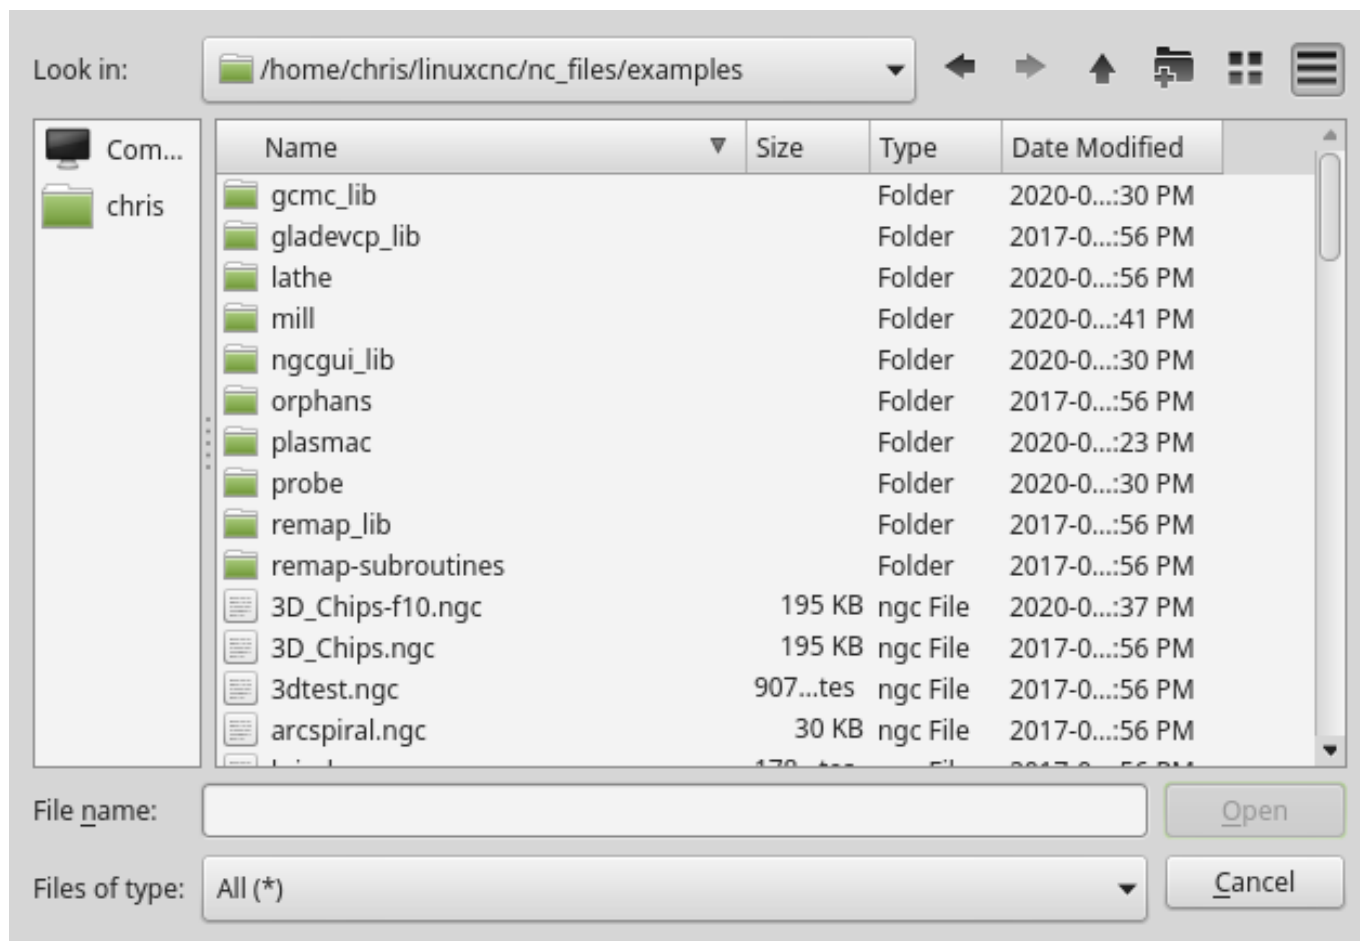 Look in: /home/chris/linuxcnc/nc_files/examples
Com...
chris
Name Size Type Date Modified
gcmc_lib Folder 2020-0...:30 PM
gladevcp_lib Folder 2017-0...:56 PM
lathe Folder 2020-0...:56 PM
mill Folder 2020-0...:41 PM
ngcgui_lib Folder 2020-0...:30 PM
orphans Folder 2017-0...:56 PM
plasmac Folder 2020-0...:23 PM
probe Folder 2020-0...:30 PM
remap_lib Folder 2017-0...:56 PM
remap-subroutines Folder 2017-0...:56 PM
3D_Chips-f10.ngc 195 KB ngc File 2020-0...:37 PM
3D_Chips.ngc 195 KB ngc File 2017-0...:56 PM
3dtest.ngc 907...tes ngc File 2017-0...:56 PM
arcspiral.ngc 30 KB ngc File 2017-0...:56 PM
File name: Open
Files of type: All (*) Cancel